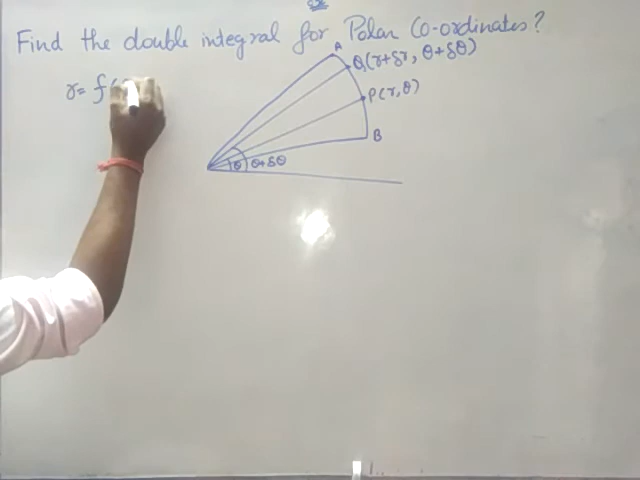 Find the double integral for Polar Co-ordinates?
A
Q(r+δr, θ+δθ)
r= f(
P(r,θ)
B
θ θ+δθ